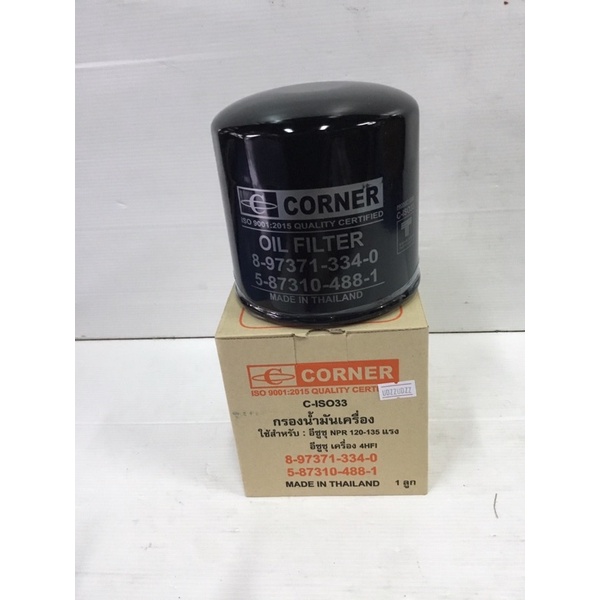 C CORNER
ISO 9001:2015 QUALITY CERTIFIED
OIL FILTER
8-97371-334-0
5-87310-488-1
MADE IN THAILAND
C CORNER
ISO 9001:2015 QUALITY CERTIF
C-ISO33
กรองน้ำมันเครื่อง
ใช้สำหรับ : อีซูซุ NPR 120-135 แรง
อีซูซุ เครื่อง 4HFI
8-97371-334-0
5-87310-488-1
MADE IN THAILAND
1 ลูก